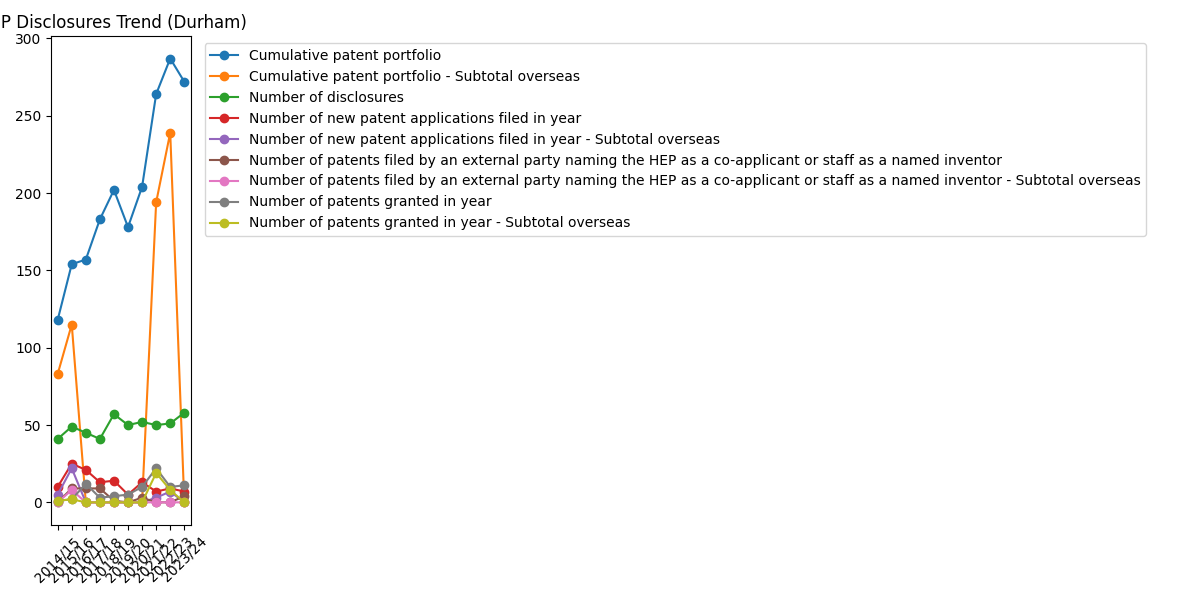 P Disclosures Trend (Durham)
300
250
200
150
100
50
0
2014/15
2015/16
2016/17
2017/18
2018/19
2019/20
2020/21
2021/22
2022/23
2023/24
Cumulative patent portfolio
Cumulative patent portfolio - Subtotal overseas
Number of disclosures
Number of new patent applications filed in year
Number of new patent applications filed in year - Subtotal overseas
Number of patents filed by an external party naming the HEP as a co-applicant or staff as a named inventor
Number of patents filed by an external party naming the HEP as a co-applicant or staff as a named inventor - Subtotal overseas
Number of patents granted in year
Number of patents granted in year - Subtotal overseas